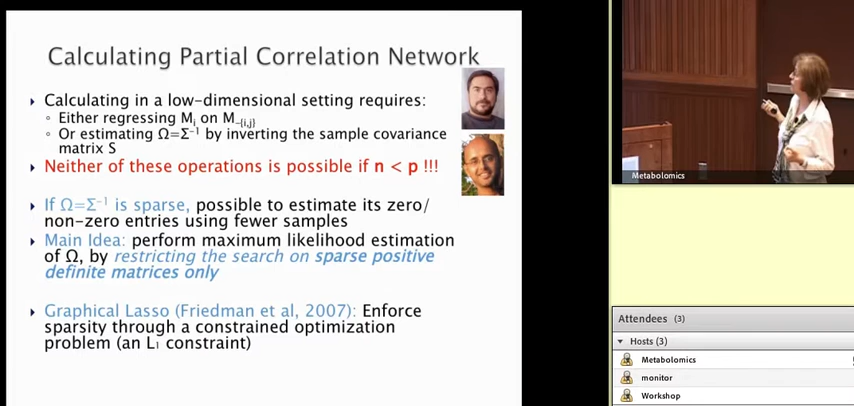 Calculating Partial Correlation Network
Calculating in a low-dimensional setting requires:
Either regressing Mᵢ on M₋{i,j}
Or estimating Ω=Σ⁻¹ by inverting the sample covariance
matrix S
Neither of these operations is possible if n < p !!!
If Ω=Σ⁻¹ is sparse, possible to estimate its zero/
non-zero entries using fewer samples
Main Idea: perform maximum likelihood estimation
of Ω, by restricting the search on sparse positive
definite matrices only
Graphical Lasso (Friedman et al, 2007): Enforce
sparsity through a constrained optimization
problem (an L₁ constraint)
Metabolomics
Attendees (3)
Hosts (3)
Metabolomics
monitor
Workshop